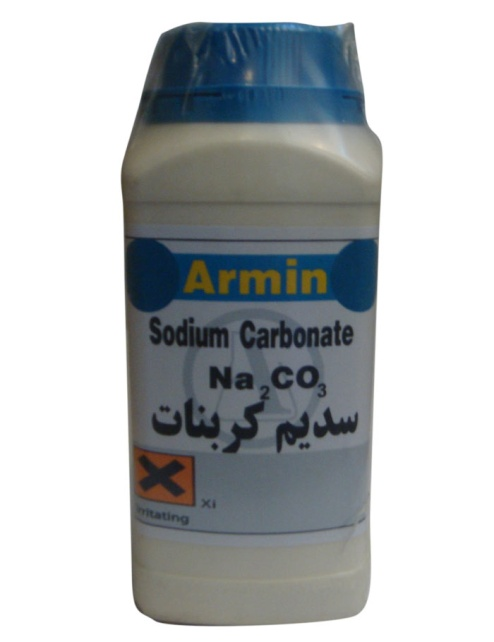 Armin
Sodium Carbonate
Na₂CO₃
سدیم کربنات
Xi
Irritating